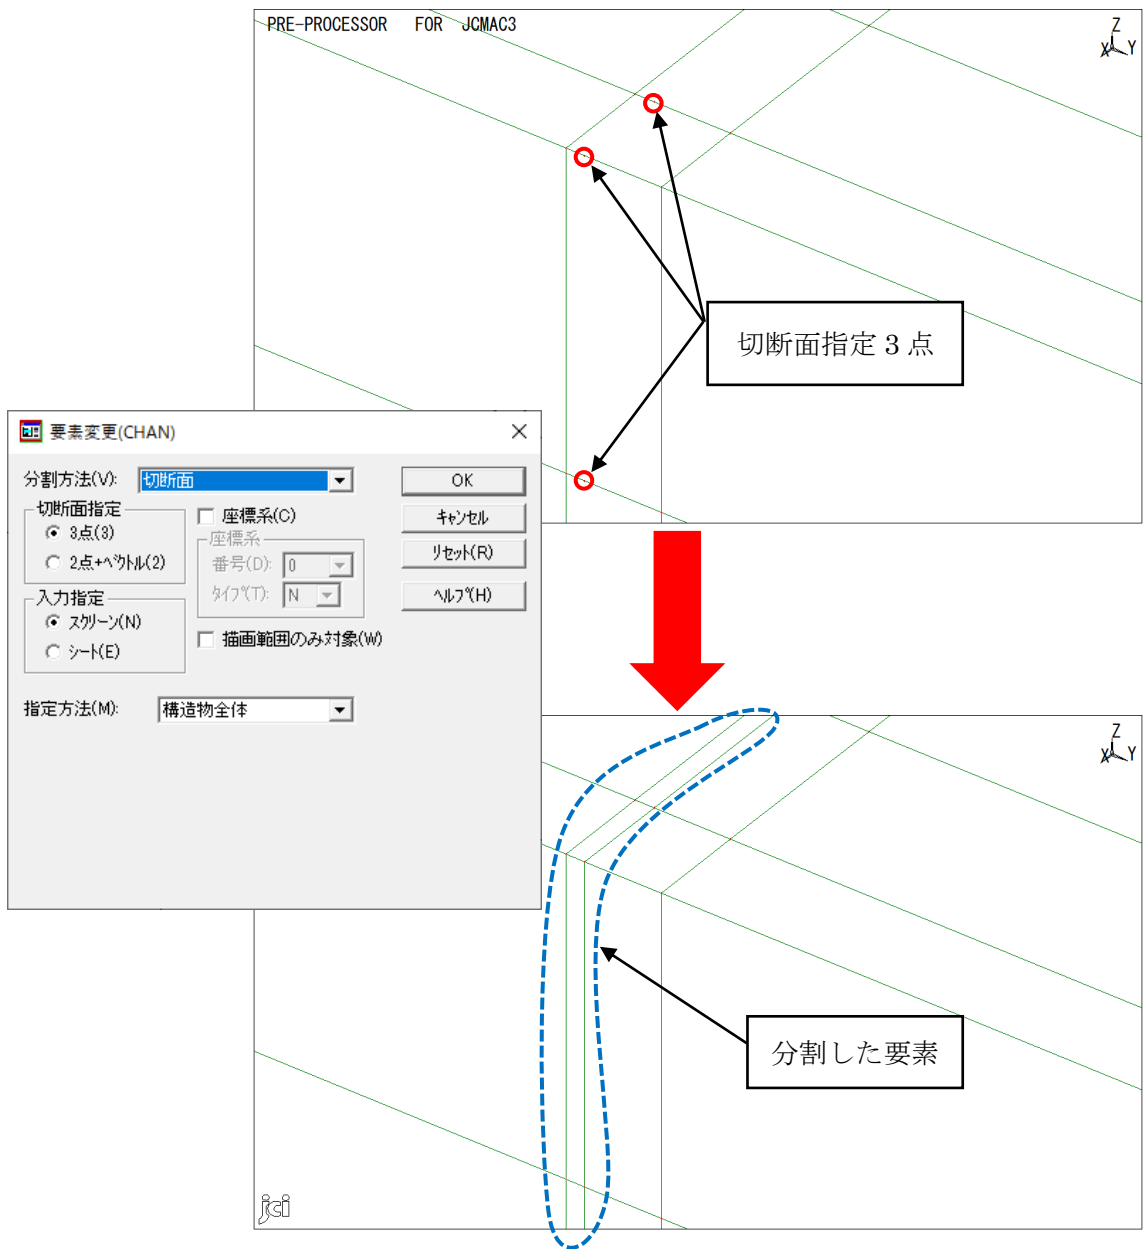 PRE-PROCESSOR FOR JCMAC3
Z
X Y
切断面指定３点
要素変更(CHAN)
分割方法(V): 切断面
OK
切断面指定
座標系(C)
キャンセル
3点(3)
座標系
2点+ベクトル(2)
番号(D): 0
リセット(R)
タイプ(T): N
ヘルプ(H)
入力指定
スクリーン(N)
描画範囲のみ対象(W)
シート(E)
指定方法(M): 構造物全体
Z
X Y
分割した要素
jci